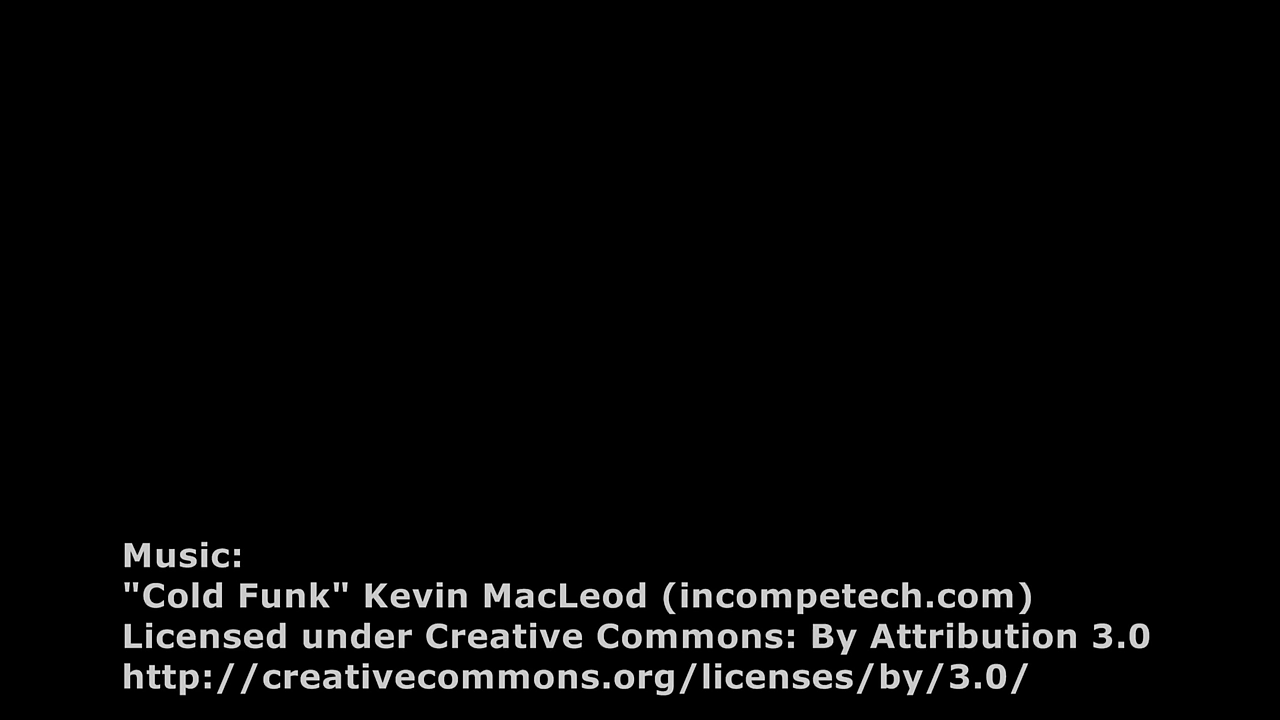 Music:
"Cold Funk" Kevin MacLeod (incompetech.com)
Licensed under Creative Commons: By Attribution 3.0
http://creativecommons.org/licenses/by/3.0/